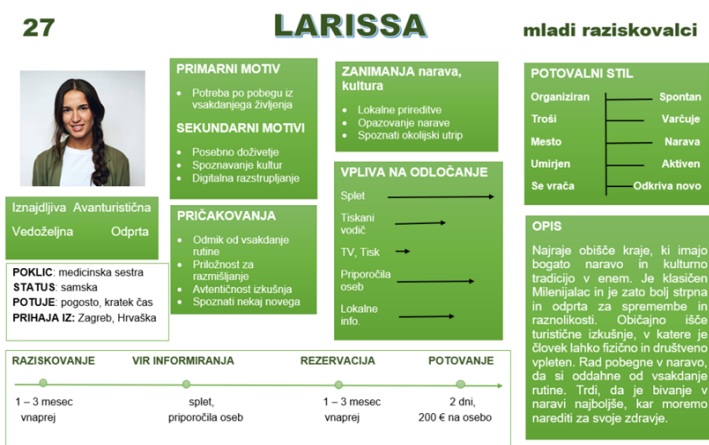 27
LARISSA
mladi raziskovalci
Iznajdljiva Avanturistična
Vedoželjna Odprta
POKLIC: medicinska sestra
STATUS: samska
POTUJE: pogosto, kratek čas
PRIHAJA IZ: Zagreb, Hrvaška
PRIMARNI MOTIV
Potreba po pobegu iz
vsakdanjega življenja
SEKUNDARNI MOTIVI
Posebno doživetje
Spoznavanje kultur
Digitalna razstrupljanje
PRIČAKOVANJA
Odmik od vsakdanje
rutine
Priložnost za
razmišljanje
Avtentičnost izkušnja
Spoznati nekaj novega
ZANIMANJA narava,
kultura
Lokalne prireditve
Opazovanje narave
Spoznati okolijski utrip
VPLIVA NA ODLOČANJE
Splet
Tiskani
vodič
TV, Tisk
Priporočila
oseb
Lokalne
info.
POTOVALNI STIL
Organiziran Spontan
Troši Varčuje
Mesto Narava
Umirjen Aktiven
Se vrača Odkriva novo
OPIS
Najraje obišče kraje, ki imajo
bogato naravo in kulturno
tradicijo v enem. Je klasičen
Milenijalac in je zato bolj strpna
in odprta za spremembe in
raznolikosti. Običajno išče
turistične izkušnje, v katere je
človek lahko fizično in društveno
vpleten. Rad pobegne v naravo,
da si oddahne od vsakdanje
rutine. Trdi, da je bivanje v
naravi najboljše, kar moremo
narediti za svoje zdravje.
RAZISKOVANJE VIR INFORMIRANJA REZERVACIJA POTOVANJE
1 – 3 mesec splet, 1 – 3 mesec 2 dni,
vnaprej priporočila oseb vnaprej 200 € na osebo